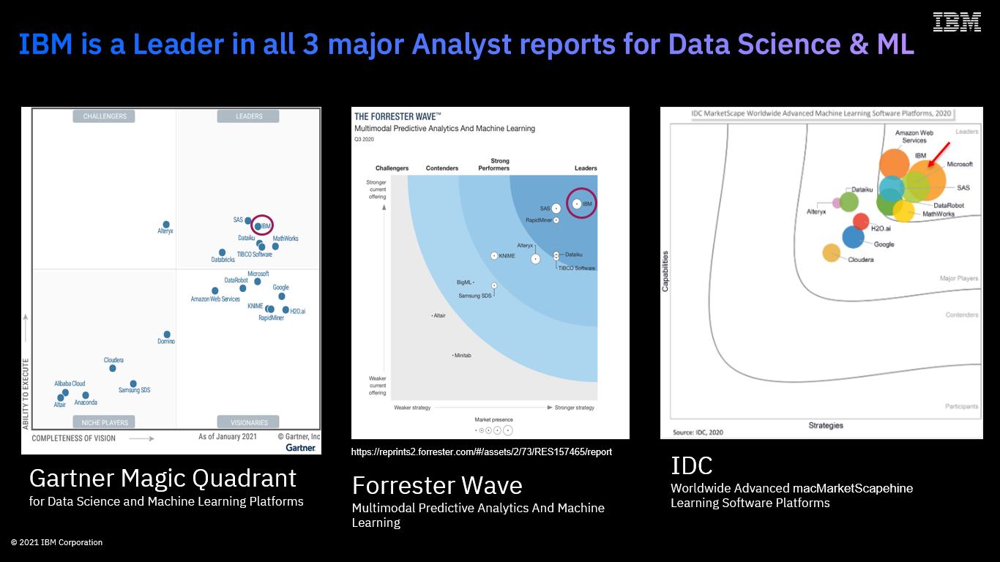 IBM
IBM is a Leader in all 3 major Analyst reports for Data Science & ML
CHALLENGERS
LEADERS
SAS
IBM
Alteryx
Dataiku
MathWorks
TIBCO Software
Databricks
Microsoft
DataRobot
Google
Amazon Web Services
KNIME
H2O.ai
RapidMiner
Domino
Cloudera
Alibaba Cloud
Samsung SDS
Altair
Anaconda
NICHE PLAYERS
VISIONARIES
ABILITY TO EXECUTE
COMPLETENESS OF VISION
As of January 2021
© Gartner, Inc
Gartner
Gartner Magic Quadrant
for Data Science and Machine Learning Platforms
THE FORRESTER WAVE™
Multimodal Predictive Analytics And Machine Learning
Q3 2020
Challengers
Contenders
Strong
Performers
Leaders
Stronger
current
offering
IBM
SAS
RapidMiner
Alteryx
KNIME
Dataiku
TIBCO Software
BigML
Samsung SDS
Altair
Minitab
Weaker
current
offering
Weaker strategy
Stronger strategy
Market presence
https://reprints2.forrester.com/#/assets/2/73/RES157465/report
Forrester Wave
Multimodal Predictive Analytics And Machine
Learning
IDC MarketScape Worldwide Advanced Machine Learning Software Platforms, 2020
Leaders
Amazon Web
Services
IBM
Microsoft
SAS
Dataiku
DataRobot
Alteryx
MathWorks
H2O.ai
Google
Cloudera
Capabilities
Major Players
Contenders
Participants
Strategies
Source: IDC, 2020
IDC
Worldwide Advanced macMarketScapehine
Learning Software Platforms
© 2021 IBM Corporation